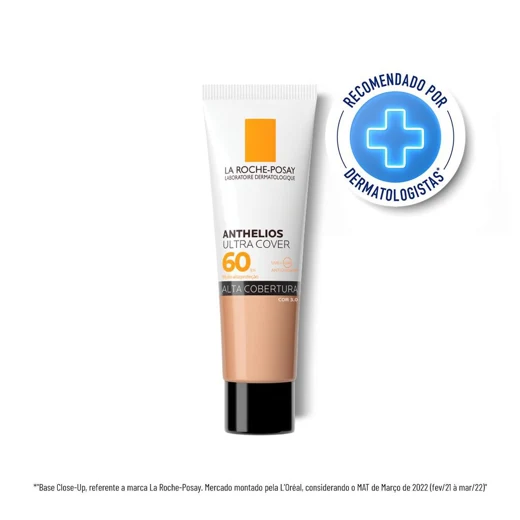 RECOMENDADO POR
DERMATOLOGISTAS*
LA ROCHE-POSAY
LABORATOIRE DERMATOLOGIQUE
ANTHELIOS
ULTRA COVER
60
ALTA COBERTURA
*"Base Close-Up, referente a marca La Roche-Posay. Mercado montado pela L'Oréal, considerando o MAT de Março de 2022 (fev/21 à mar/22)"